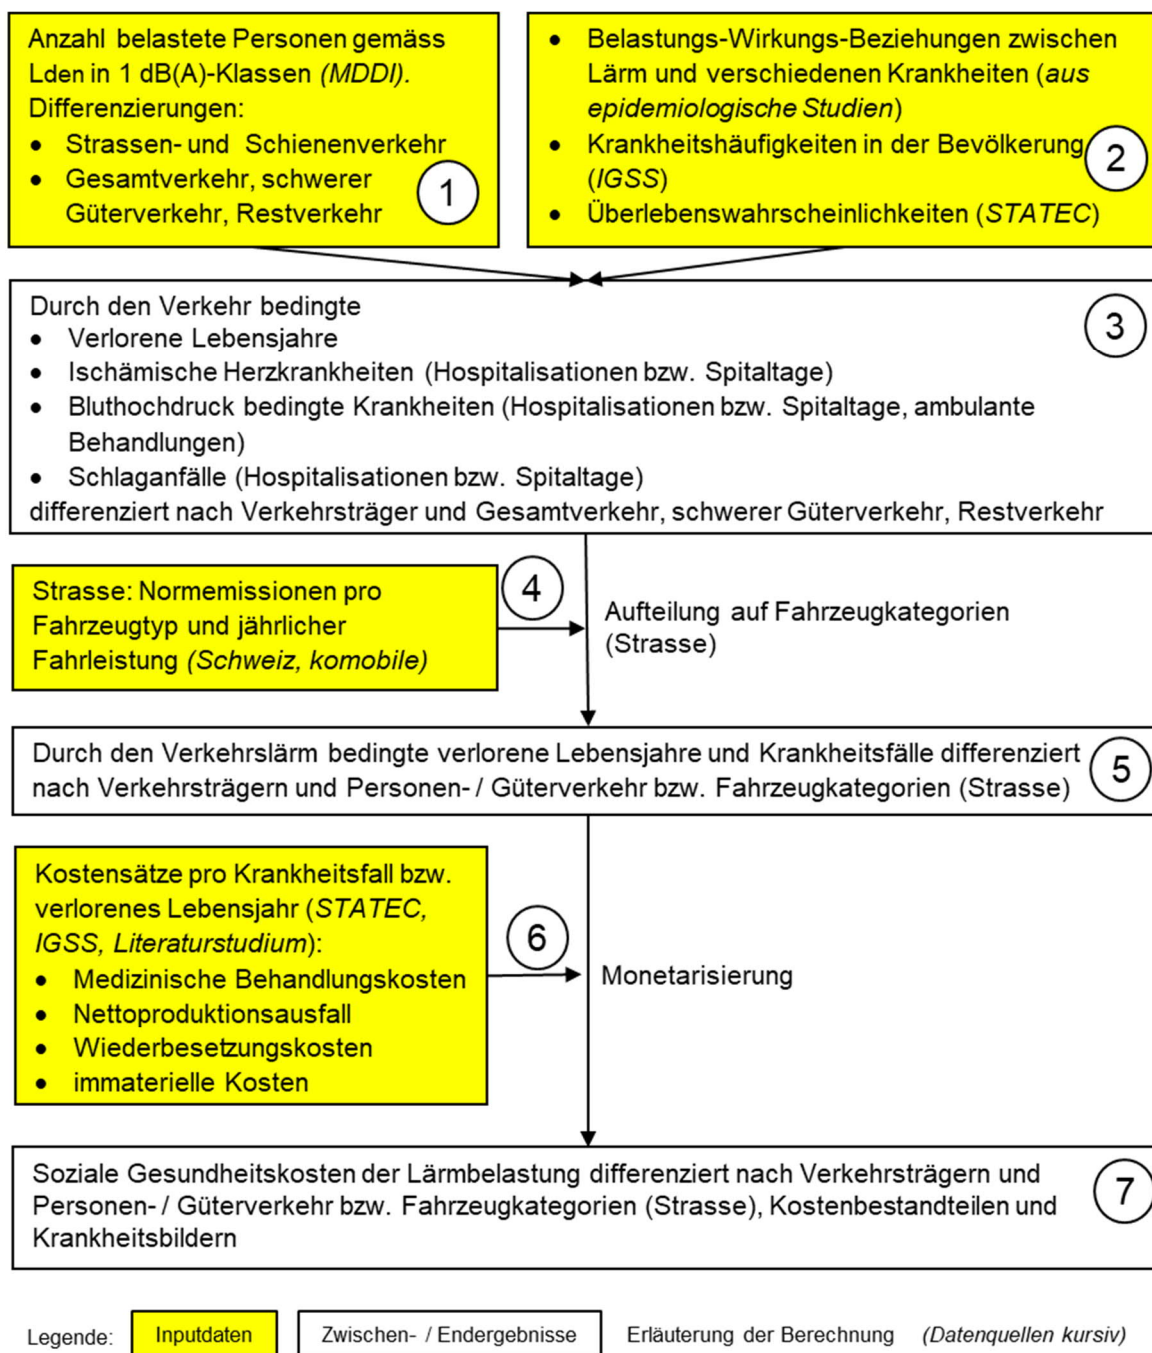 Anzahl belastete Personen gemäss
Lden in 1 dB(A)-Klassen (MDDI).
Differenzierungen:
• Strassen- und Schienenverkehr
• Gesamtverkehr, schwerer
Güterverkehr, Restverkehr
1
• Belastungs-Wirkungs-Beziehungen zwischen
Lärm und verschiedenen Krankheiten (aus
epidemiologische Studien)
• Krankheitshäufigkeiten in der Bevölkerung
(IGSS)
• Überlebenswahrscheinlichkeiten (STATEC)
2
Durch den Verkehr bedingte
• Verlorene Lebensjahre
• Ischämische Herzkrankheiten (Hospitalisationen bzw. Spitaltage)
• Bluthochdruck bedingte Krankheiten (Hospitalisationen bzw. Spitaltage, ambulante
Behandlungen)
• Schlaganfälle (Hospitalisationen bzw. Spitaltage)
differenziert nach Verkehrsträger und Gesamtverkehr, schwerer Güterverkehr, Restverkehr
3
Strasse: Normemissionen pro
Fahrzeugtyp und jährlicher
Fahrleistung (Schweiz, komobile)
4
Aufteilung auf Fahrzeugkategorien
(Strasse)
Durch den Verkehrslärm bedingte verlorene Lebensjahre und Krankheitsfälle differenziert
nach Verkehrsträgern und Personen- / Güterverkehr bzw. Fahrzeugkategorien (Strasse)
5
Kostensätze pro Krankheitsfall bzw.
verlorenes Lebensjahr (STATEC,
IGSS, Literaturstudium):
• Medizinische Behandlungskosten
• Nettoproduktionsausfall
• Wiederbesetzungskosten
• immaterielle Kosten
6
Monetarisierung
Soziale Gesundheitskosten der Lärmbelastung differenziert nach Verkehrsträgern und
Personen- / Güterverkehr bzw. Fahrzeugkategorien (Strasse), Kostenbestandteilen und
Krankheitsbildern
7
Legende: Inputdaten Zwischen- / Endergebnisse Erläuterung der Berechnung (Datenquellen kursiv)